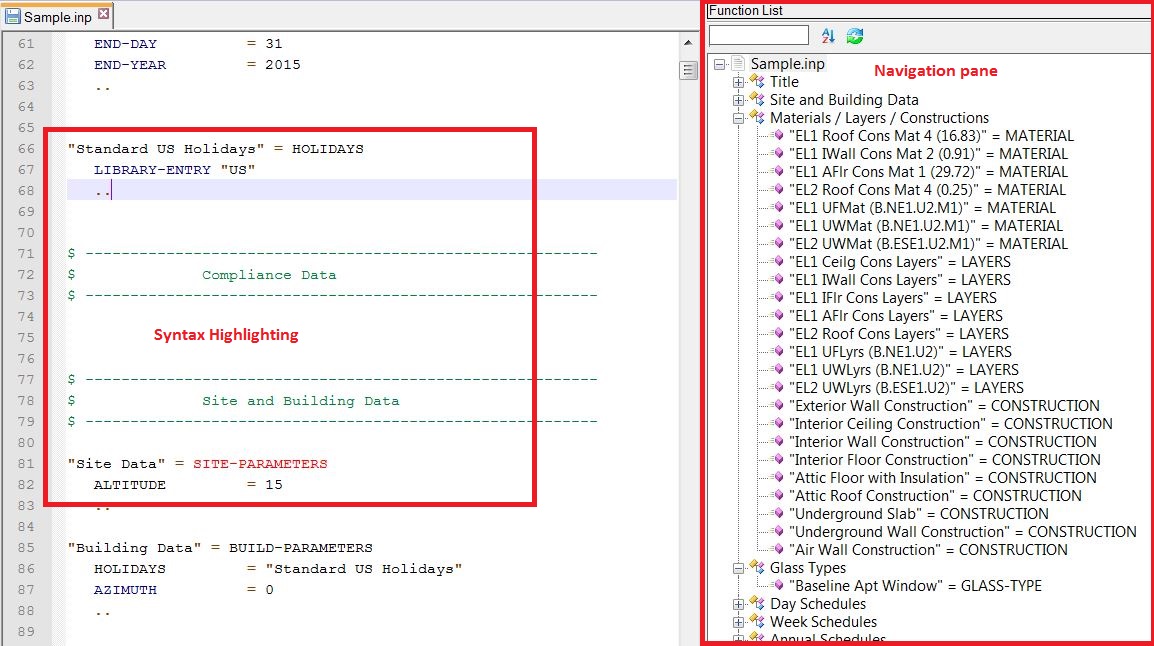 Sample.inp
61 END-DAY = 31
62 END-YEAR = 2015
63 ..
64
65
66 "Standard US Holidays" = HOLIDAYS
67 LIBRARY-ENTRY "US"
68 ..
69
70
71 $ ---------------------------------------------------------
72 $ Compliance Data
73 $ ---------------------------------------------------------
74
75
Syntax Highlighting
76
77 $ ---------------------------------------------------------
78 $ Site and Building Data
79 $ ---------------------------------------------------------
80
81 "Site Data" = SITE-PARAMETERS
82 ALTITUDE = 15
83 ..
84
85 "Building Data" = BUILD-PARAMETERS
86 HOLIDAYS = "Standard US Holidays"
87 AZIMUTH = 0
88 ..
89
Function List
Sample.inp
Navigation pane
Title
Site and Building Data
Materials / Layers / Constructions
"EL1 Roof Cons Mat 4 (16.83)" = MATERIAL
"EL1 IWall Cons Mat 2 (0.91)" = MATERIAL
"EL1 AFlr Cons Mat 1 (29.72)" = MATERIAL
"EL2 Roof Cons Mat 4 (0.25)" = MATERIAL
"EL1 UFMat (B.NE1.U2.M1)" = MATERIAL
"EL1 UWMat (B.NE1.U2.M1)" = MATERIAL
"EL2 UWMat (B.ESE1.U2.M1)" = MATERIAL
"EL1 Ceilg Cons Layers" = LAYERS
"EL1 IWall Cons Layers" = LAYERS
"EL1 IFlr Cons Layers" = LAYERS
"EL1 AFlr Cons Layers" = LAYERS
"EL2 Roof Cons Layers" = LAYERS
"EL1 UFLyrs (B.NE1.U2)" = LAYERS
"EL1 UWLyrs (B.NE1.U2)" = LAYERS
"EL2 UWLyrs (B.ESE1.U2)" = LAYERS
"Exterior Wall Construction" = CONSTRUCTION
"Interior Ceiling Construction" = CONSTRUCTION
"Interior Wall Construction" = CONSTRUCTION
"Interior Floor Construction" = CONSTRUCTION
"Attic Floor with Insulation" = CONSTRUCTION
"Attic Roof Construction" = CONSTRUCTION
"Underground Slab" = CONSTRUCTION
"Underground Wall Construction" = CONSTRUCTION
"Air Wall Construction" = CONSTRUCTION
Glass Types
"Baseline Apt Window" = GLASS-TYPE
Day Schedules
Week Schedules
Annual Schedules